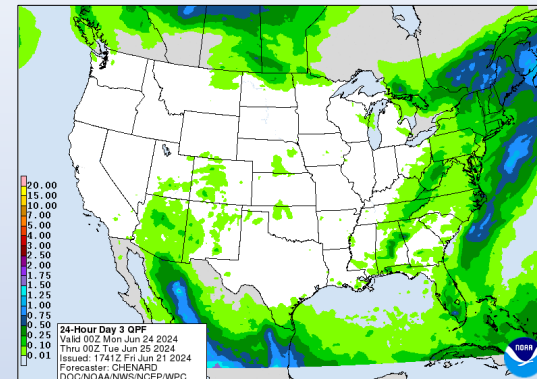 20.00
15.00
10.00
7.00
5.00
4.00
3.00
2.50
2.00
1.75
1.50
1.25
1.00
0.75
0.50
0.25
0.10
0.01
24-Hour Day 3 QPF
Valid 00Z Mon Jun 24 2024
Thru 00Z Tue Jun 25 2024
Issued: 1741Z Fri Jun 21 2024
Forecaster: CHENARD
DOC/NOAA/NWS/NCEP/WPC
NOAA